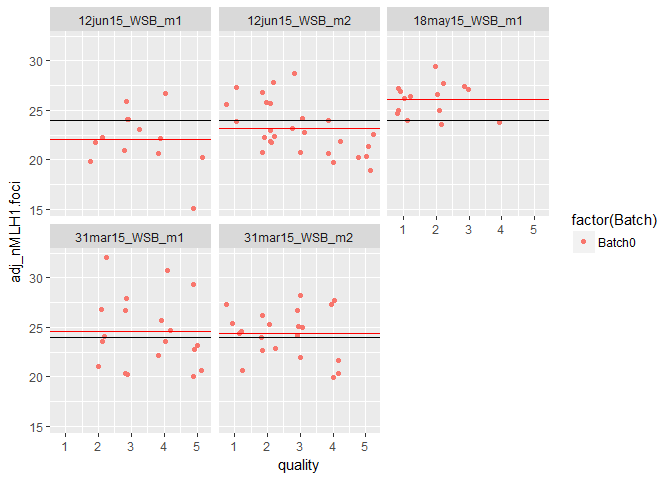 12jun15_WSB_m1
12jun15_WSB_m2
18may15_WSB_m1
30
25
20
15
1 2 3 4 5
31mar15_WSB_m1
31mar15_WSB_m2
30
25
20
15
1 2 3 4 5
1 2 3 4 5
adj_nMLH1.foci
quality
factor(Batch)
Batch0